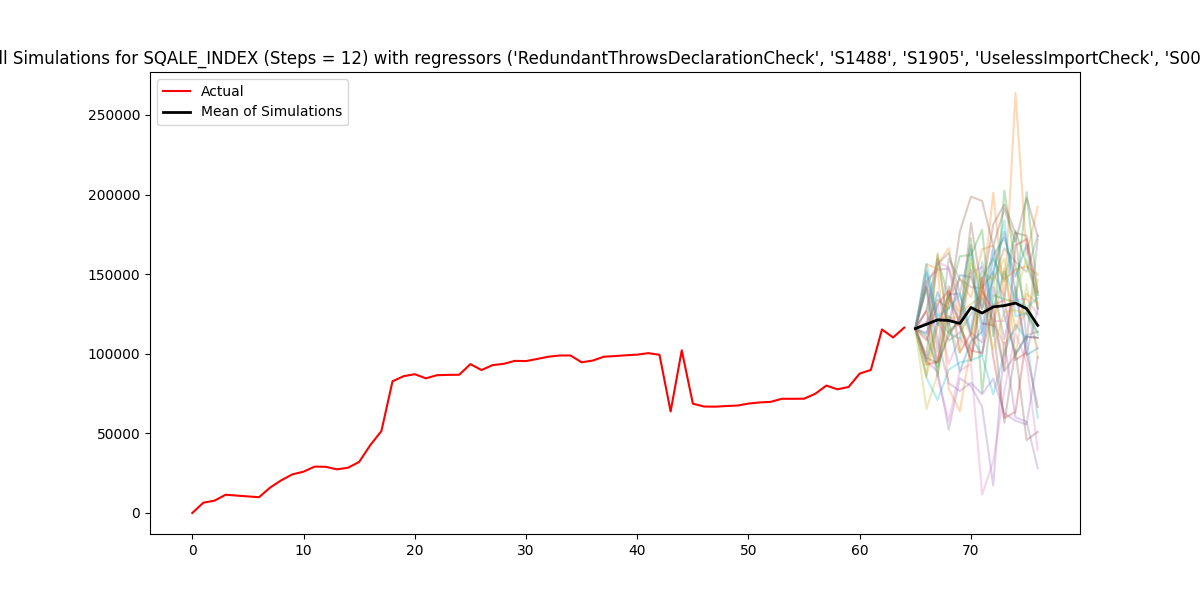 ll Simulations for SQALE_INDEX (Steps = 12) with regressors ('RedundantThrowsDeclarationCheck', 'S1488', 'S1905', 'UselessImportCheck', 'S00
Actual
Mean of Simulations
250000
200000
150000
100000
50000
0
0 10 20 30 40 50 60 70